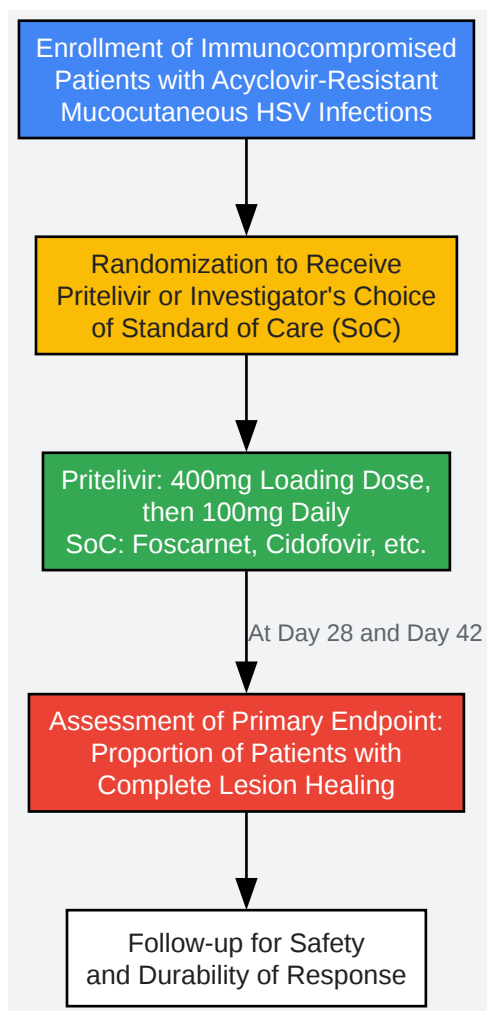 Enrollment of Immunocompromised
Patients with Acyclovir-Resistant
Mucocutaneous HSV Infections
Randomization to Receive
Pritelivir or Investigator's Choice
of Standard of Care (SoC)
Pritelivir: 400mg Loading Dose,
then 100mg Daily
SoC: Foscarnet, Cidofovir, etc.
At Day 28 and Day 42
Assessment of Primary Endpoint:
Proportion of Patients with
Complete Lesion Healing
Follow-up for Safety
and Durability of Response